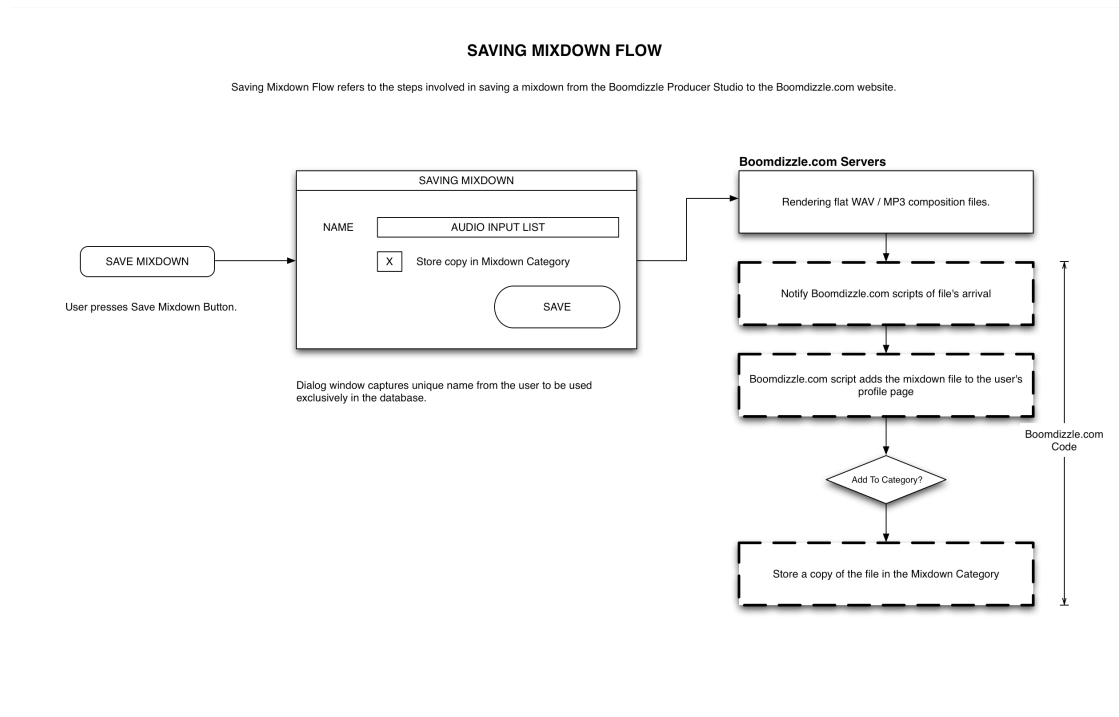 SAVING MIXDOWN FLOW
Saving Mixdown Flow refers to the steps involved in saving a mixdown from the Boomdizzle Producer Studio to the Boomdizzle.com website.
SAVE MIXDOWN
User presses Save Mixdown Button.
SAVING MIXDOWN
NAME
AUDIO INPUT LIST
X
Store copy in Mixdown Category
SAVE
Dialog window captures unique name from the user to be used
exclusively in the database.
Boomdizzle.com Servers
Rendering flat WAV / MP3 composition files.
Notify Boomdizzle.com scripts of file's arrival
Boomdizzle.com script adds the mixdown file to the user's
profile page
Add To Category?
Store a copy of the file in the Mixdown Category
Boomdizzle.com
Code